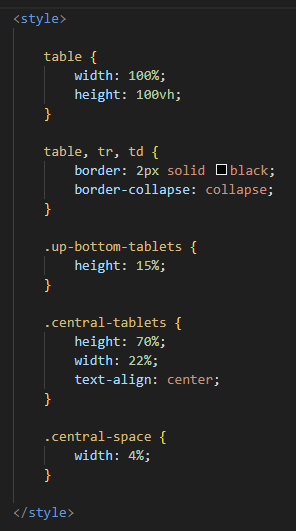 <style>
table {
width: 100%;
height: 100vh;
}
table, tr, td {
border: 2px solid black;
border-collapse: collapse;
}
.up-bottom-tablets {
height: 15%;
}
.central-tablets {
height: 70%;
width: 22%;
text-align: center;
}
.central-space {
width: 4%;
}
</style>